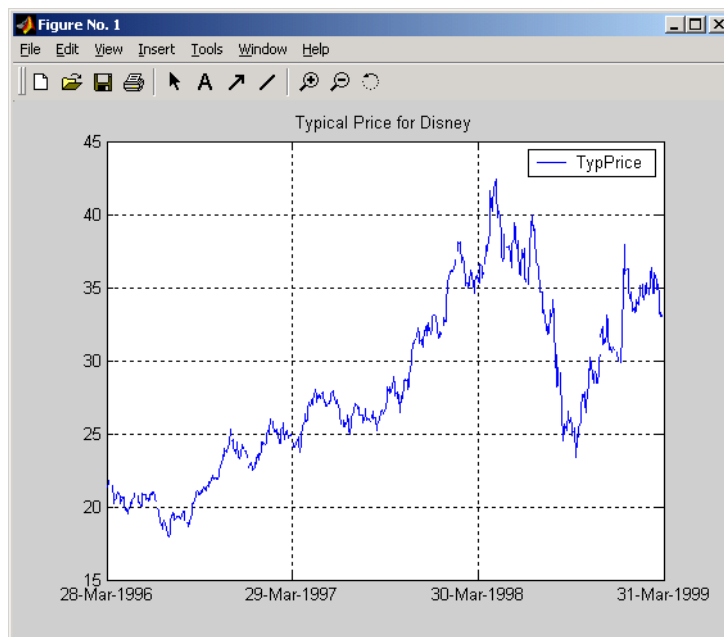 Figure No. 1
File Edit View Insert Tools Window Help
A
Typical Price for Disney
TypPrice
45
40
35
30
25
20
15
28-Mar-1996 29-Mar-1997 30-Mar-1998 31-Mar-1999